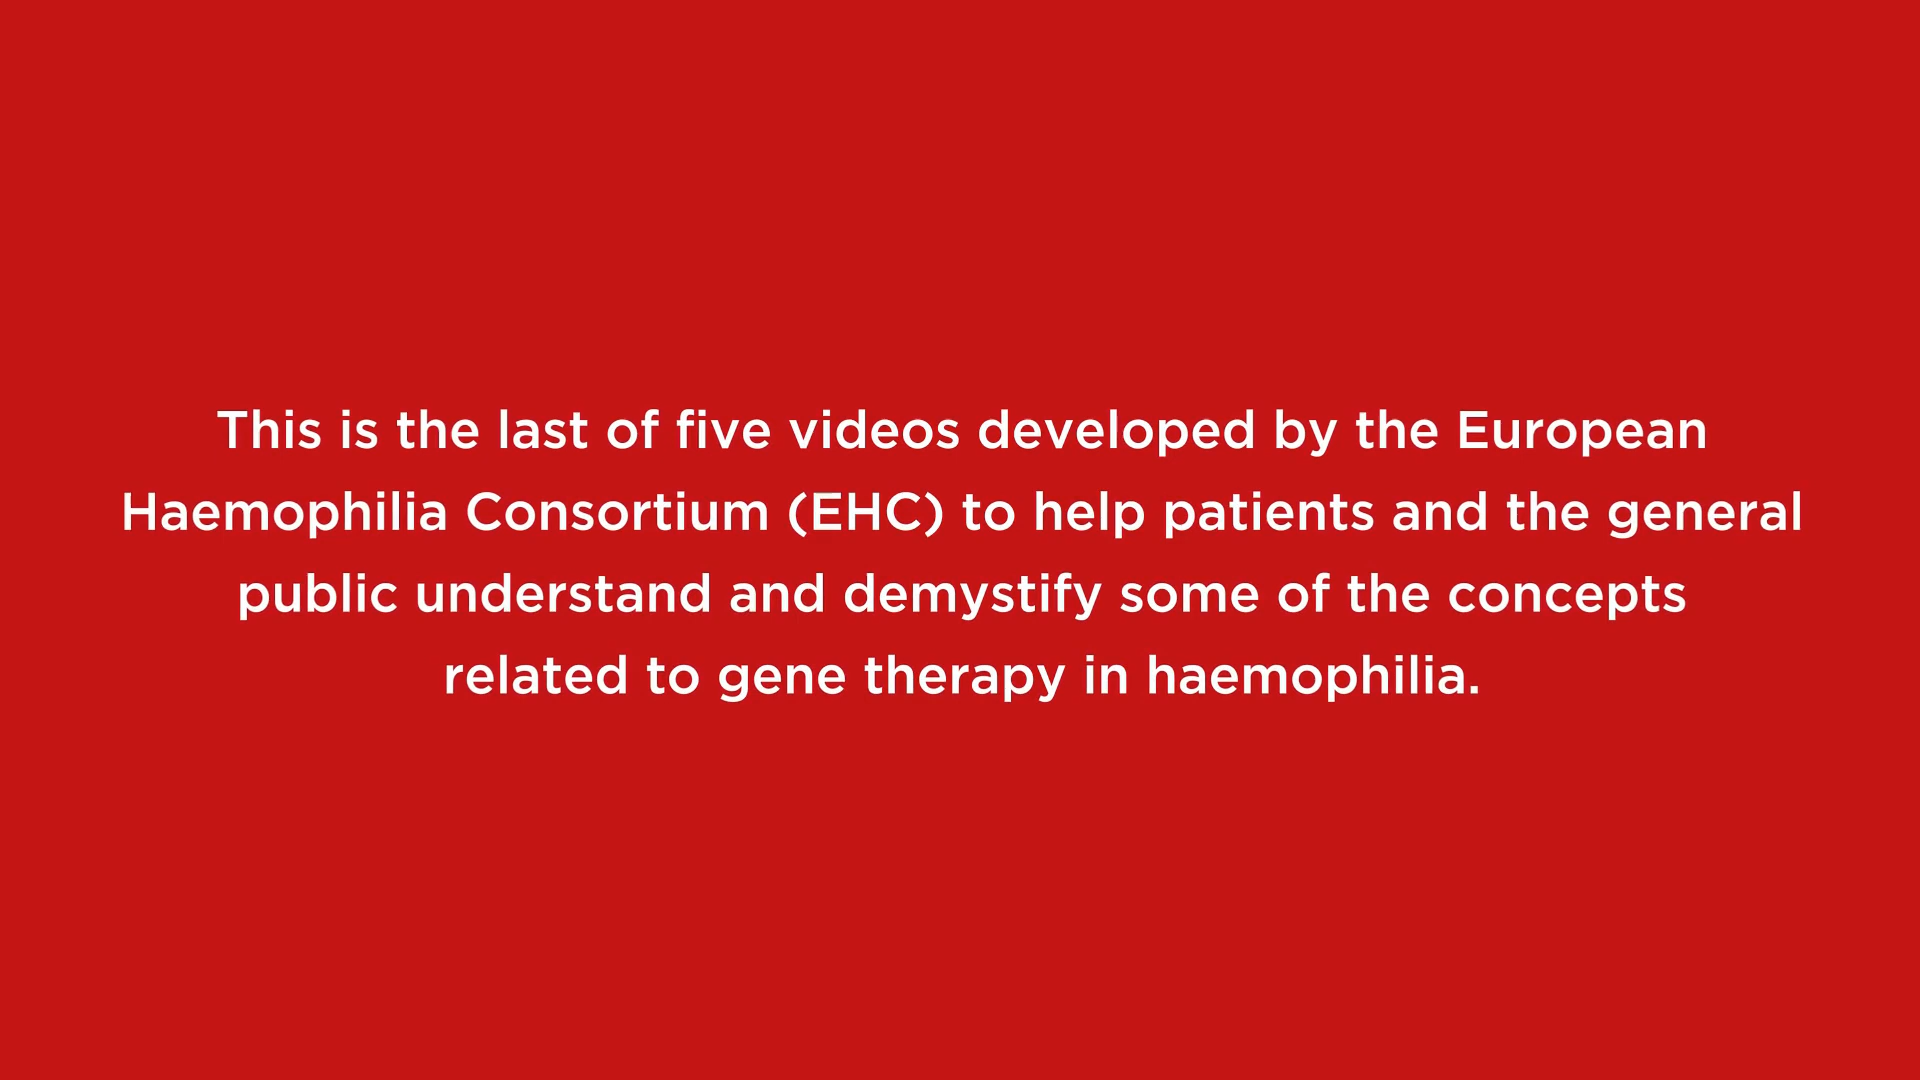 This is the last of five videos developed by the European
Haemophilia Consortium (EHC) to help patients and the general
public understand and demystify some of the concepts
related to gene therapy in haemophilia.